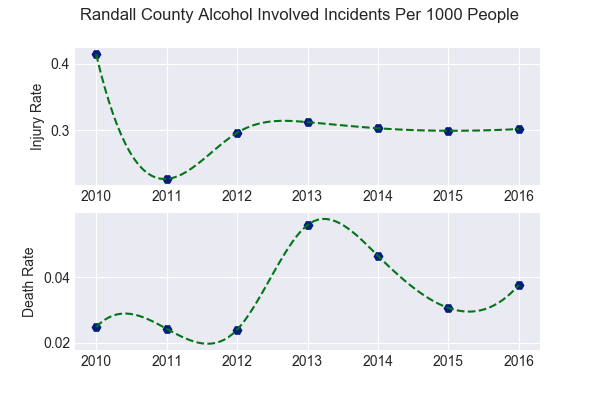 Randall County Alcohol Involved Incidents Per 1000 People
Injury Rate
0.4
0.3
2010 2011 2012 2013 2014 2015 2016
Death Rate
0.04
0.02
2010 2011 2012 2013 2014 2015 2016